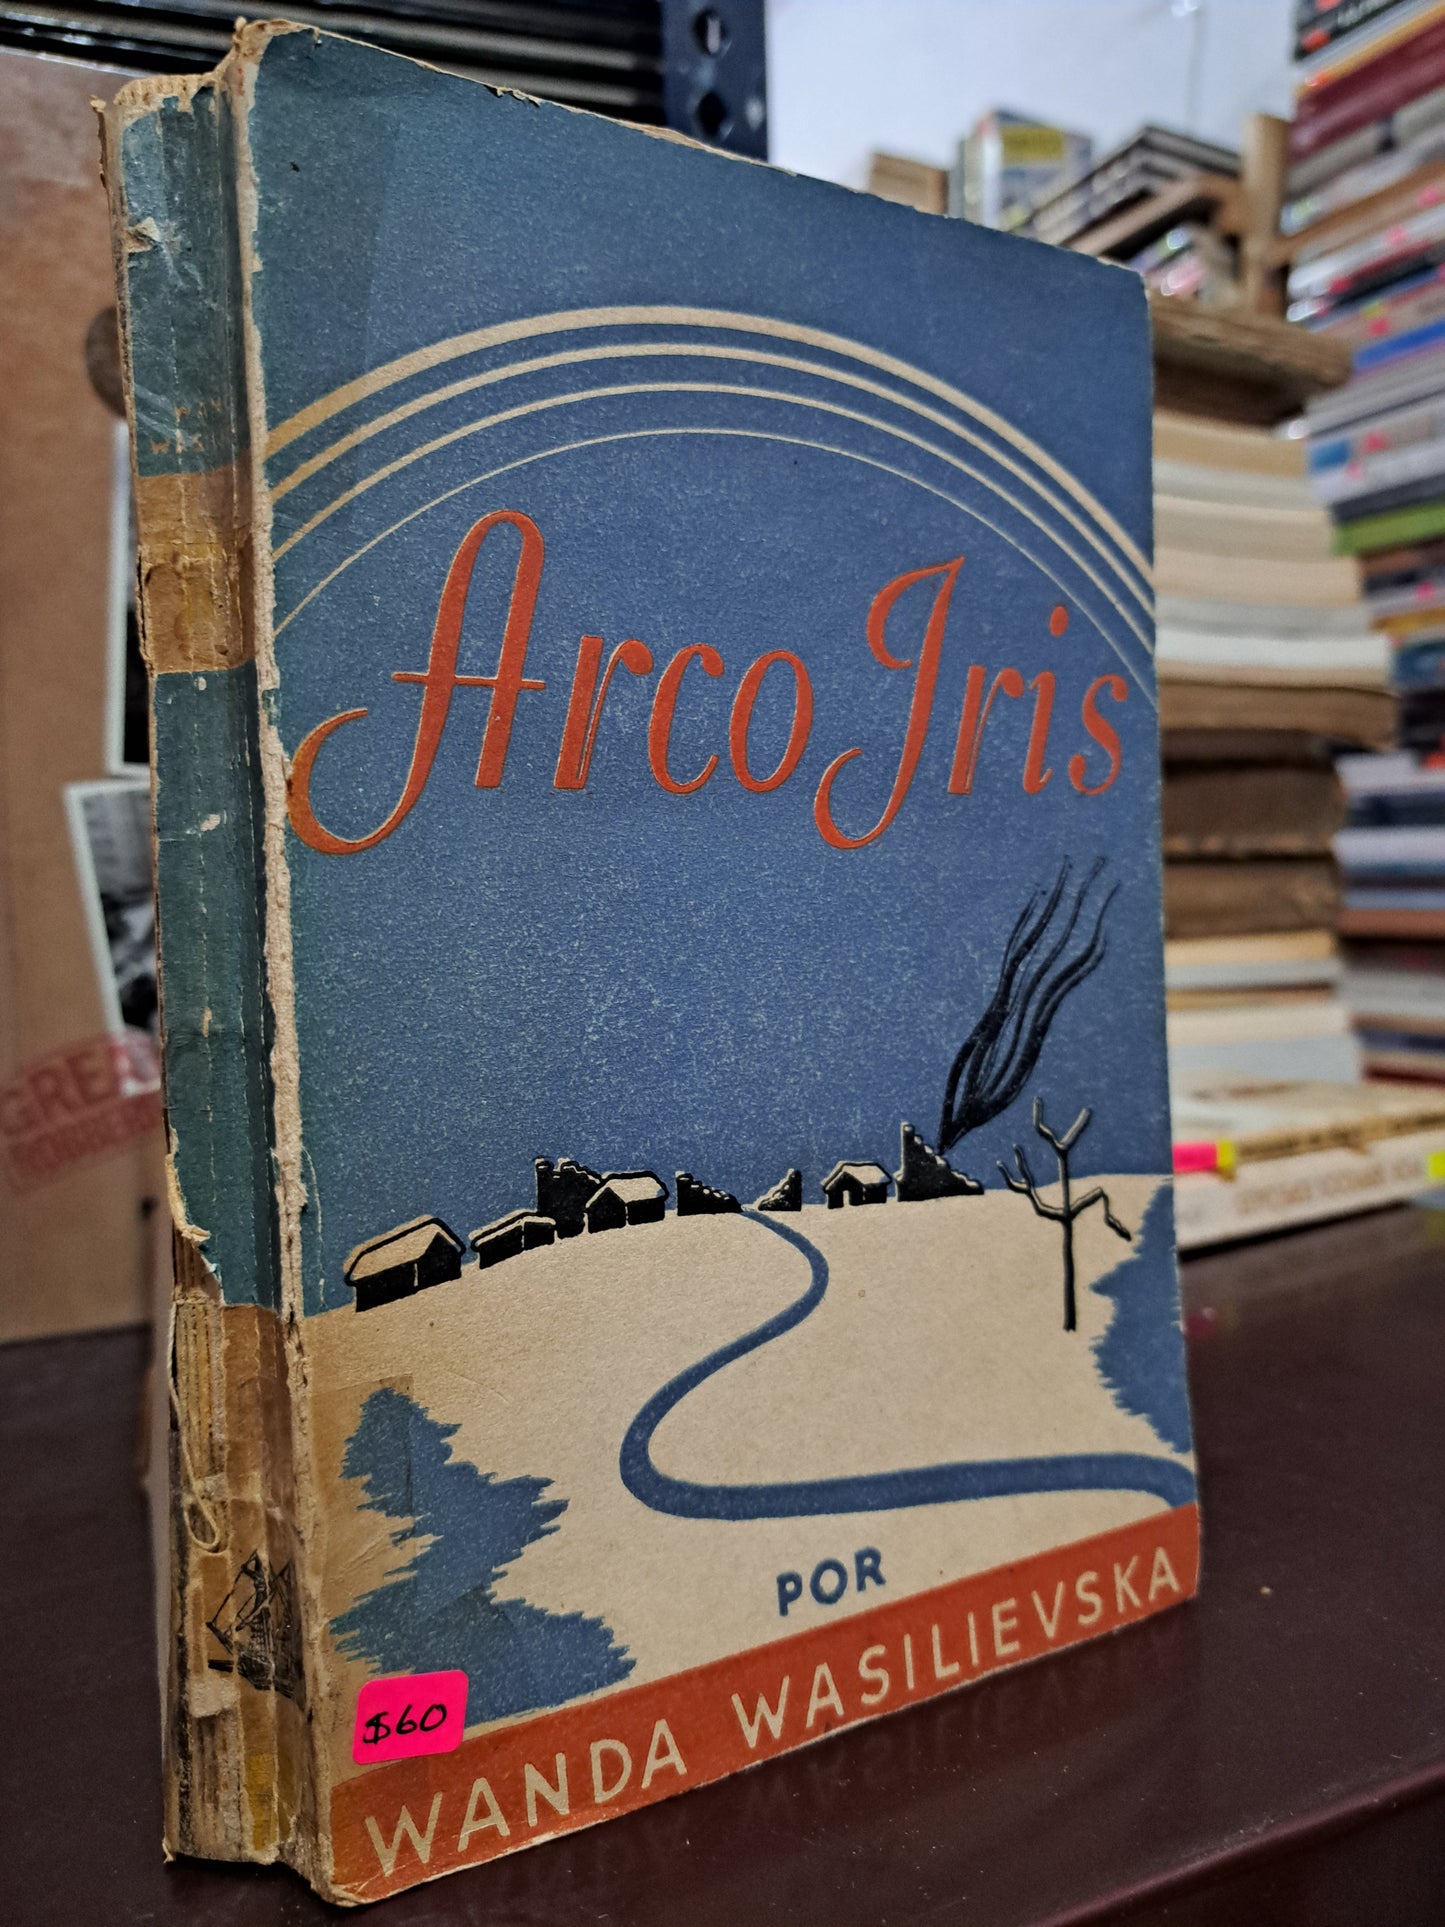 Arco Iris
POR
WANDA WASILIEVSKA
$60